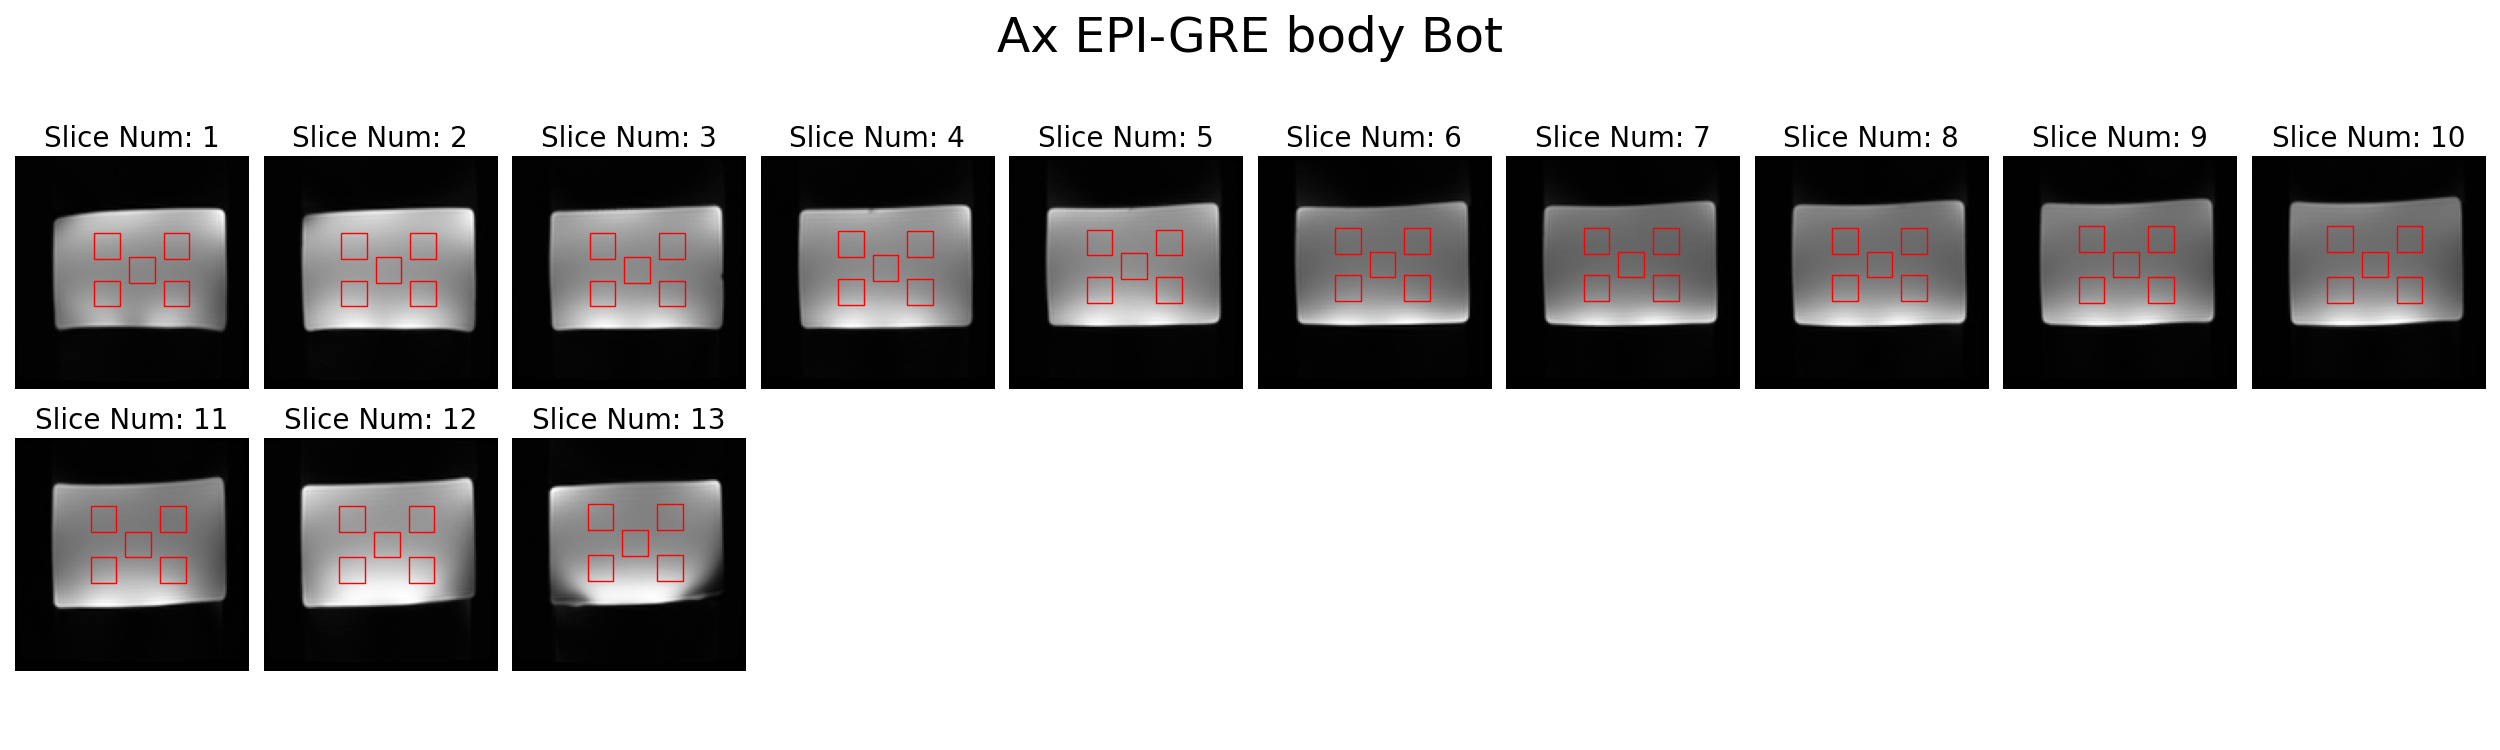 Ax EPI-GRE body Bot
Slice Num: 1
Slice Num: 2
Slice Num: 3
Slice Num: 4
Slice Num: 5
Slice Num: 6
Slice Num: 7
Slice Num: 8
Slice Num: 9
Slice Num: 10
Slice Num: 11
Slice Num: 12
Slice Num: 13